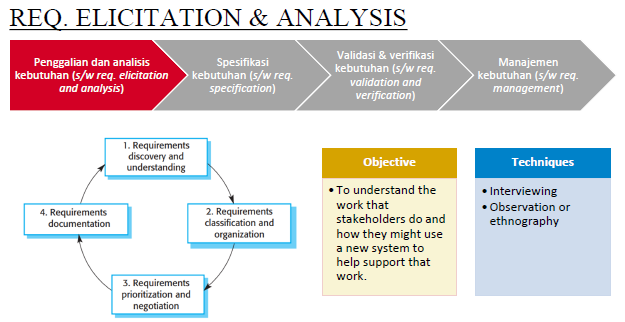 REQ. ELICITATION & ANALYSIS
Penggalian dan analisis
kebutuhan (s/w req. elicitation
and analysis)
Spesifikasi
kebutuhan (s/w req.
specification)
Validasi & verifikasi
kebutuhan (s/w req.
validation and
verification)
Manajemen
kebutuhan (s/w req.
management)
1. Requirements
discovery and
understanding
2. Requirements
classification and
organization
3. Requirements
prioritization and
negotiation
4. Requirements
documentation
Objective
• To understand the
work that
stakeholders do and
how they might use
a new system to
help support that
work.
Techniques
• Interviewing
• Observation or
ethnography